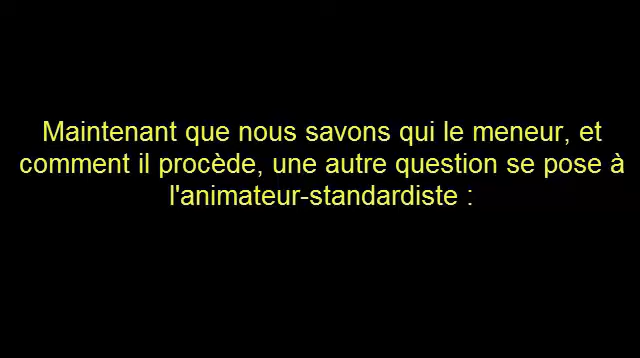 Maintenant que nous savons qui le meneur, et
comment il procède, une autre question se pose à
l'animateur-standardiste :